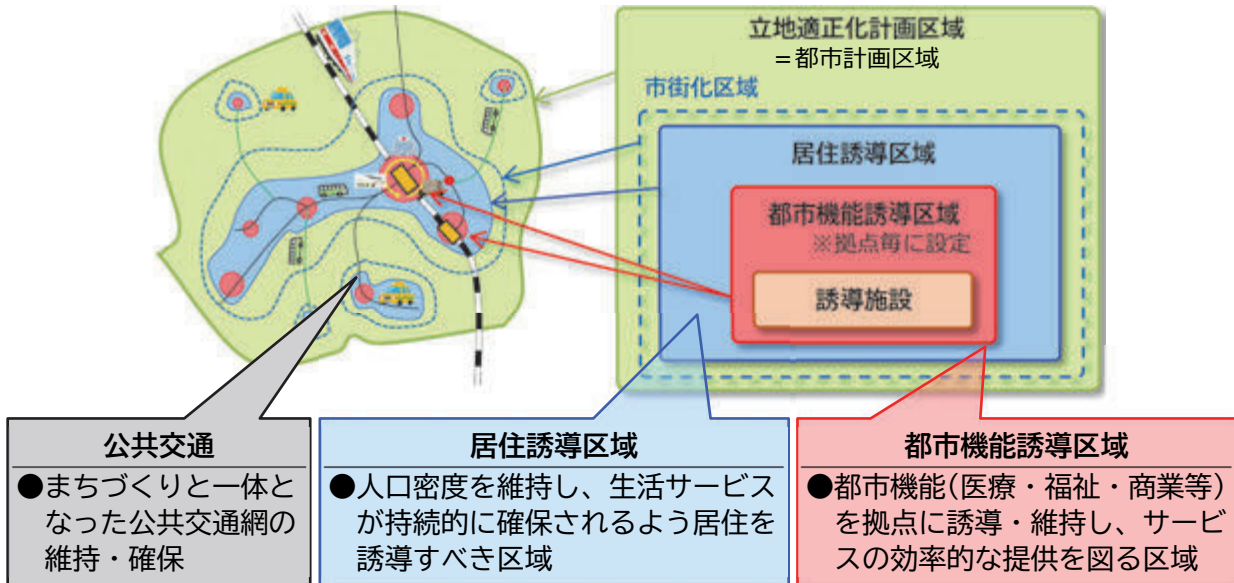 立地適正化計画区域
=都市計画区域
市街化区域
居住誘導区域
都市機能誘導区域
※拠点毎に設定
誘導施設
公共交通
●まちづくりと一体と
なった公共交通網の
維持・確保
居住誘導区域
●人口密度を維持し、生活サービス
が持続的に確保されるよう居住を
誘導すべき区域
都市機能誘導区域
●都市機能(医療・福祉・商業等)
を拠点に誘導・維持し、サービ
スの効率的な提供を図る区域